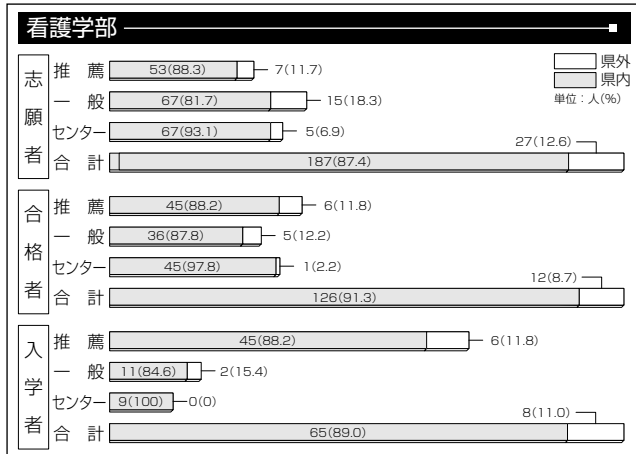 看護学部
県外
県内
単位：人(%)
志願者
推薦 53(88.3) 7(11.7)
一般 67(81.7) 15(18.3)
センター 67(93.1) 5(6.9)
合計 187(87.4) 27(12.6)
合格者
推薦 45(88.2) 6(11.8)
一般 36(87.8) 5(12.2)
センター 45(97.8) 1(2.2)
合計 126(91.3) 12(8.7)
入学者
推薦 45(88.2) 6(11.8)
一般 11(84.6) 2(15.4)
センター 9(100) 0(0)
合計 65(89.0) 8(11.0)